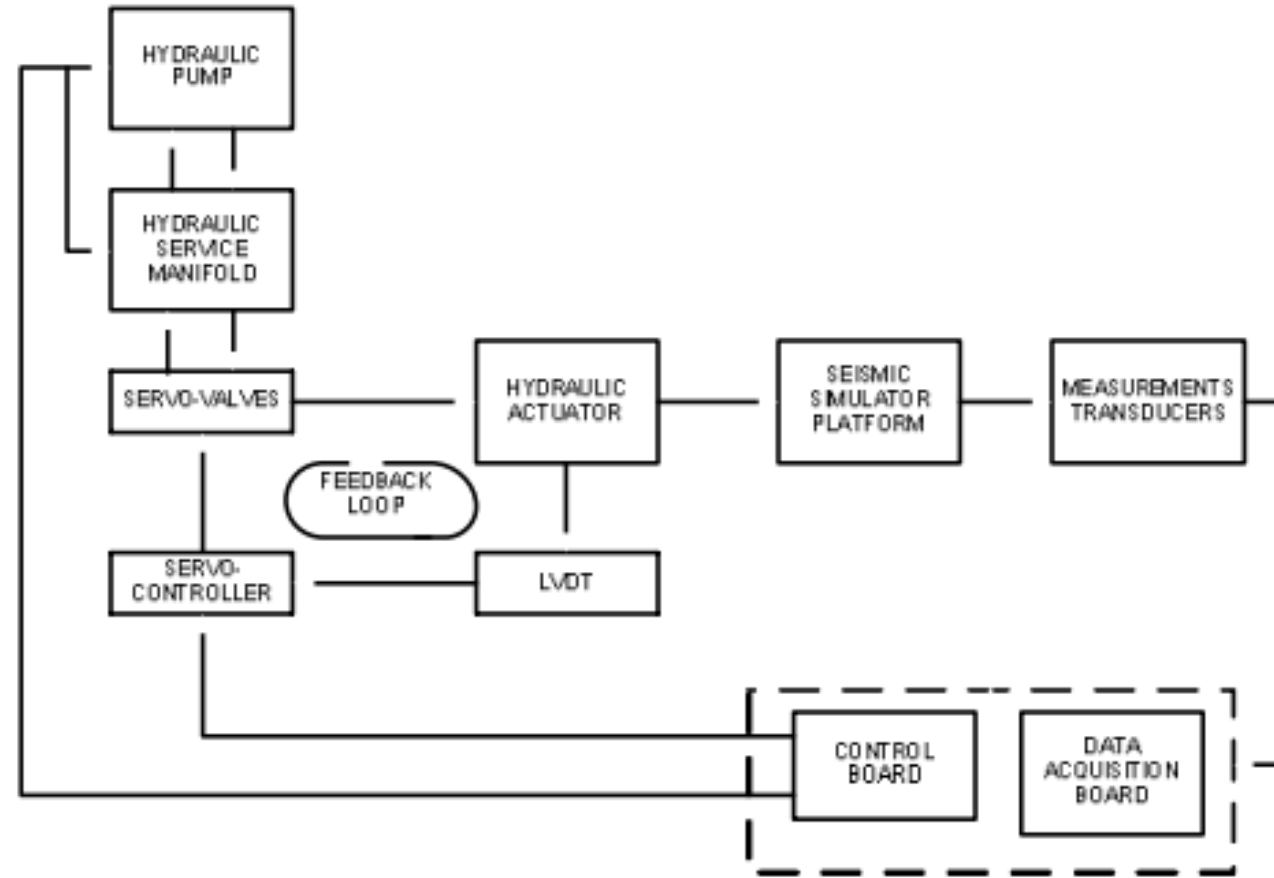 HYDRAULIC
PUMP
HYDRAULIC
SERVICE
MANIFOLD
SERVO-VALVES
HYDRAULIC
ACTUATOR
SEISMIC
SIMULATOR
PLATFORM
MEASUREMENTS
TRANSDUCERS
FEEDBACK
LOOP
SERVO-
CONTROLLER
LVDT
CONTROL
BOARD
DATA
ACQUISITION
BOARD